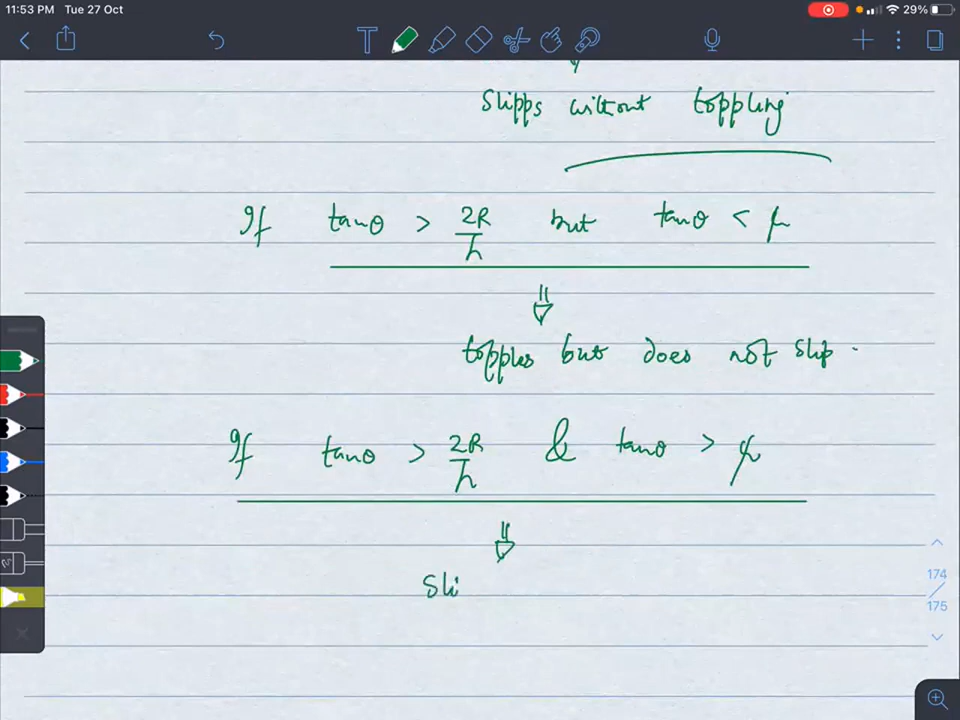 11:53 PM Tue 27 Oct 29%
T
Slipps without toppling
If tanθ > 2R/h but tanθ < μ
⇓
topples but does not slip.
If tanθ > 2R/h & tanθ > μ
⇓
Sli
174
/
175